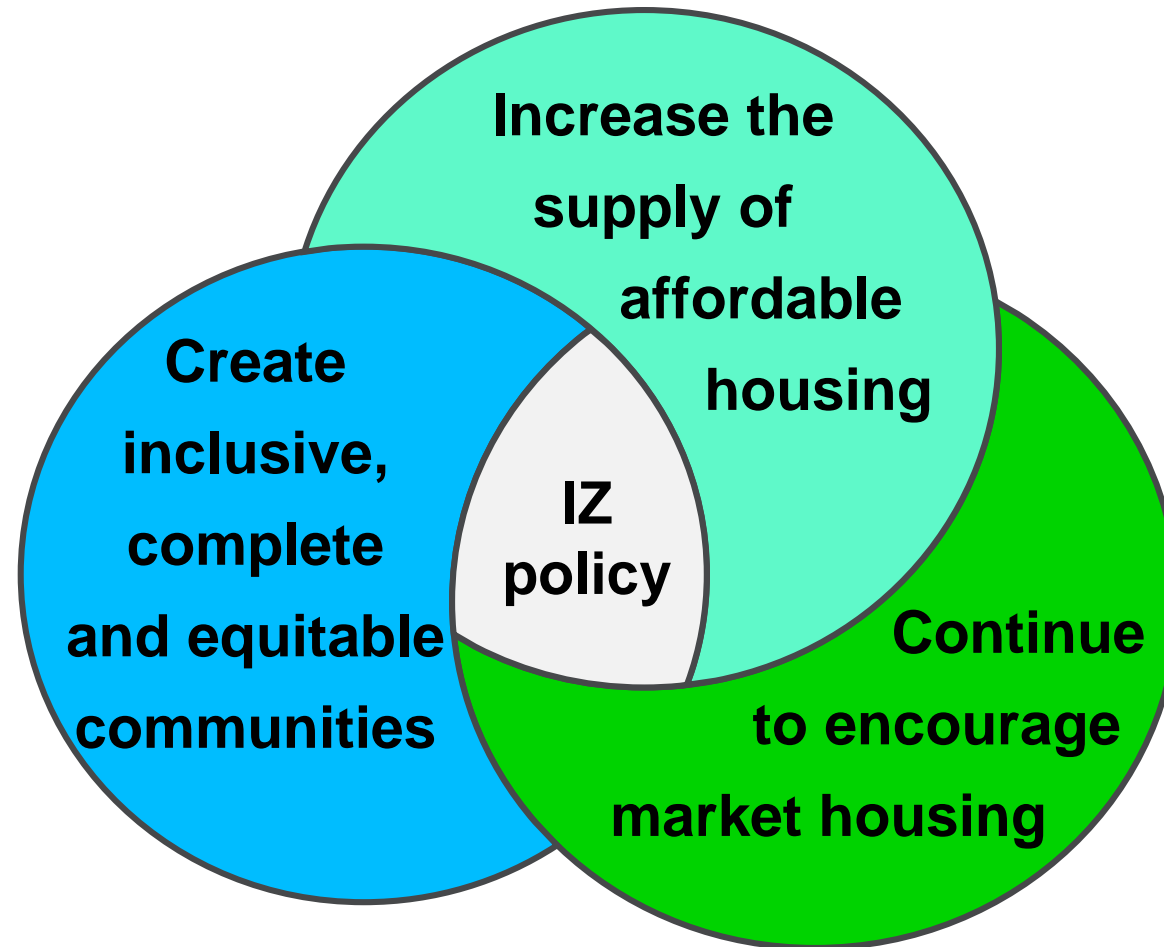 Increase the
supply of
affordable
housing
Create
inclusive,
complete
and equitable
communities
IZ
policy
Continue
to encourage
market housing